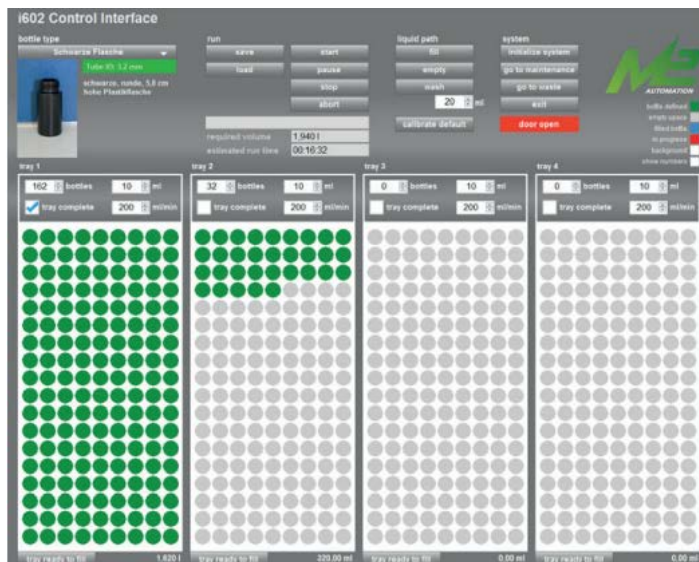 i602 Control Interface
bottle type
Schwarze Flasche
Tube ID: 3,2 mm
schwarze, runde, 5,8 cm
hohe Plastikflasche
run
save start
load pause
stop
abort
required volume 1,940 l
estimated run time 00:16:32
liquid path
fill
empty
wash
20 ml
calibrate default
system
initialize system
go to maintenance
go to waste
exit
door open
AUTOMATION
bottle defined
empty space
filled bottle
in progress
background
show numbers
tray 1
162 bottles 10 ml
tray complete 200 ml/min
tray ready to fill 1.620 l
tray 2
32 bottles 10 ml
tray complete 200 ml/min
tray ready to fill 320.00 ml
tray 3
0 bottles 10 ml
tray complete 200 ml/min
tray ready to fill 0.00 ml
tray 4
0 bottles 10 ml
tray complete 200 ml/min
tray ready to fill 0.00 ml